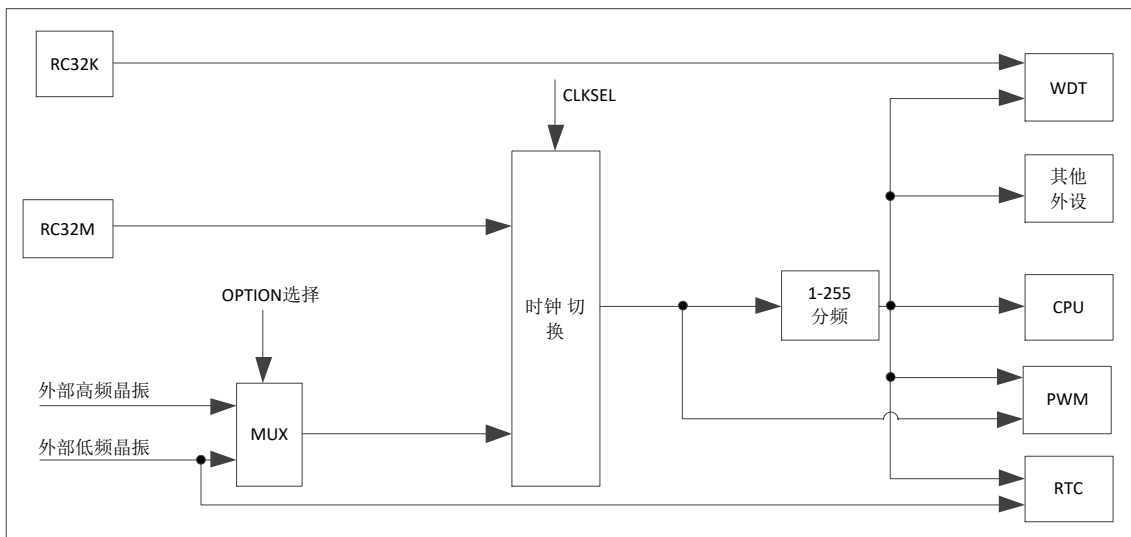 RC32K
WDT
CLKSEL
其他
外设
RC32M
OPTION选择
时钟 切
换
1-255
分频
CPU
外部高频晶振
MUX
PWM
外部低频晶振
RTC